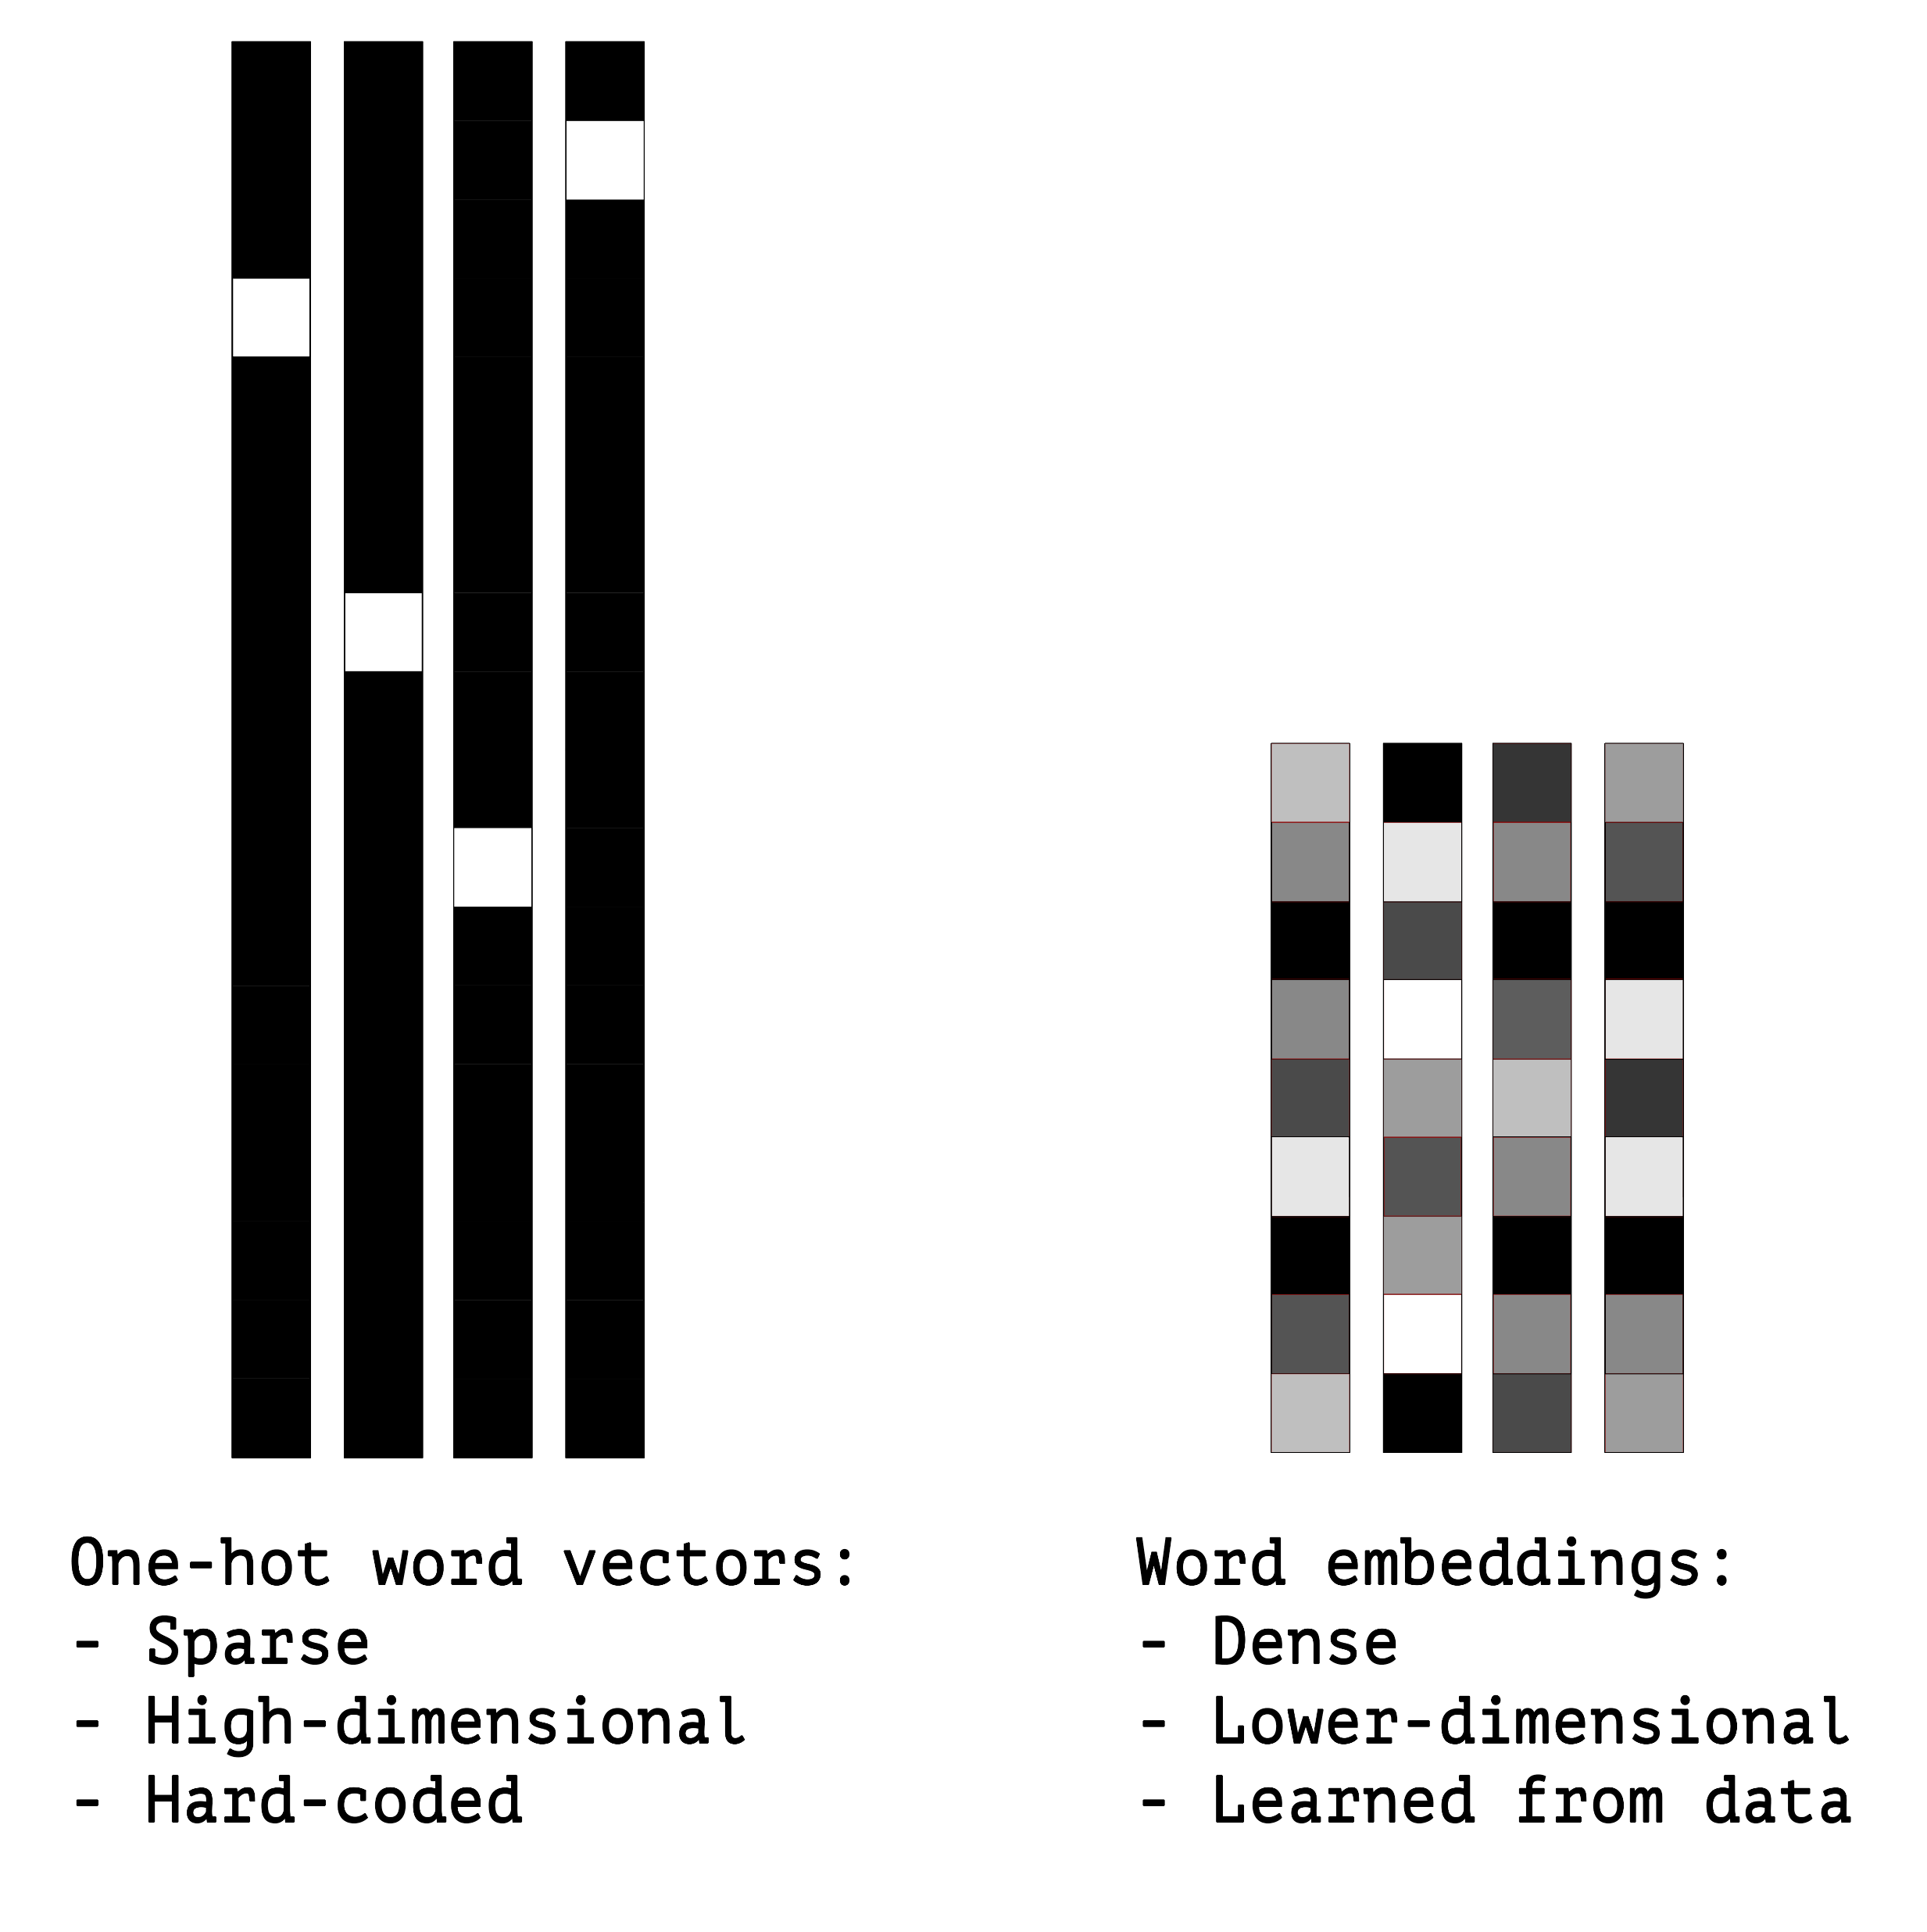 One-hot word vectors:
- Sparse
- High-dimensional
- Hard-coded
Word embeddings:
- Dense
- Lower-dimensional
- Learned from data